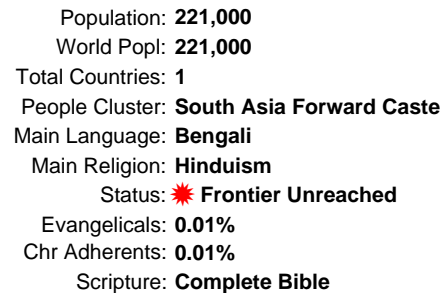 Population: 221,000
World Popl: 221,000
Total Countries: 1
People Cluster: South Asia Forward Caste
Main Language: Bengali
Main Religion: Hinduism
Status: Frontier Unreached
Evangelicals: 0.01%
Chr Adherents: 0.01%
Scripture: Complete Bible